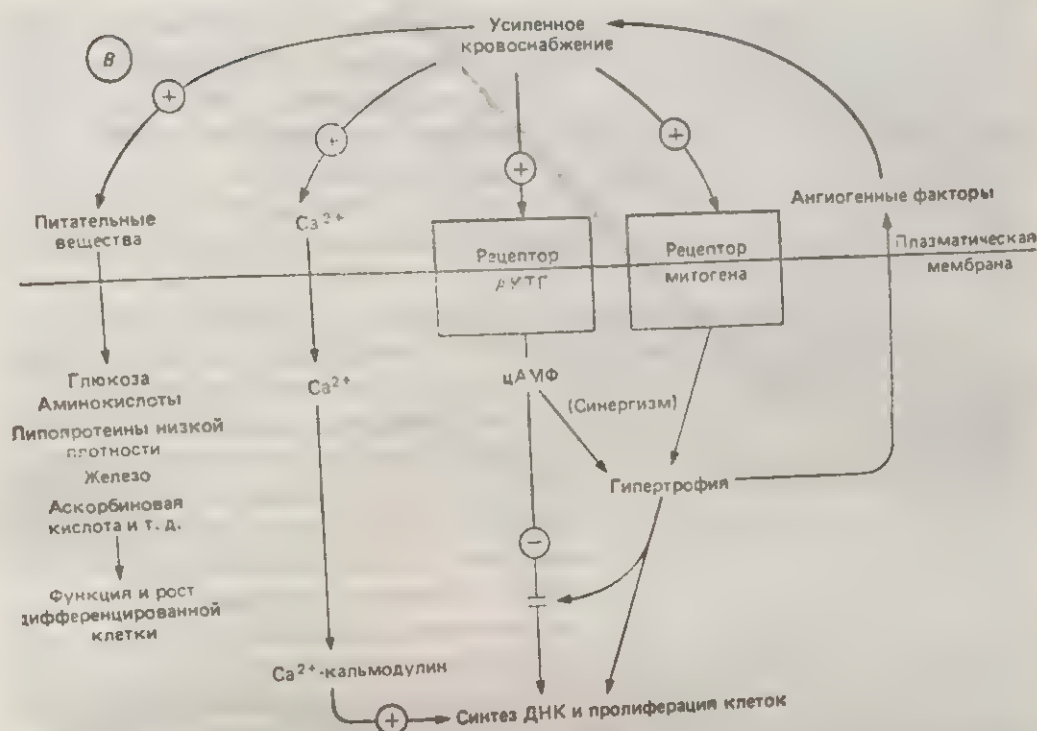 Усиленное
кровоснабжение
В
+
+
+
+
Питательные
вещества
Ca²⁺
Ангиогенные факторы
Рецептор
АКТГ
Рецептор
митогена
Плазматическая
мембрана
Глюкоза
Аминокислоты
Липопротеины низкой
плотности
Железо
Аскорбиновая
кислота и т. д.
Функция и рост
дифференцированной
клетки
Ca²⁺
цАМФ
(Синергизм)
Гипертрофия
−
Ca²⁺-кальмодулин
+
Синтез ДНК и пролиферация клеток